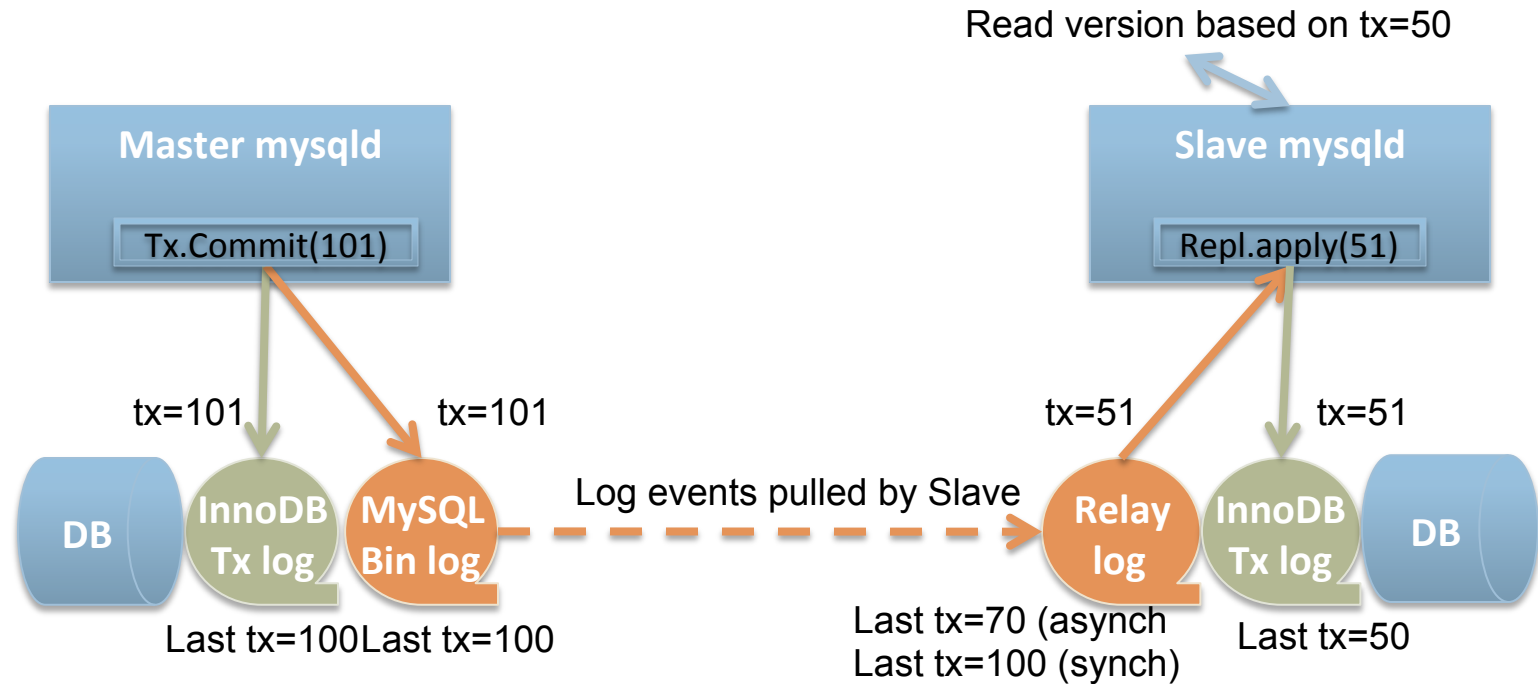 Read version based on tx=50
Master mysqld
Slave mysqld
Tx.Commit(101)
Repl.apply(51)
tx=101
tx=101
tx=51
tx=51
Log events pulled by Slave
DB
InnoDB
Tx log
MySQL
Bin log
Relay
log
InnoDB
Tx log
DB
Last tx=100
Last tx=100
Last tx=70 (asynch
Last tx=100 (synch)
Last tx=50